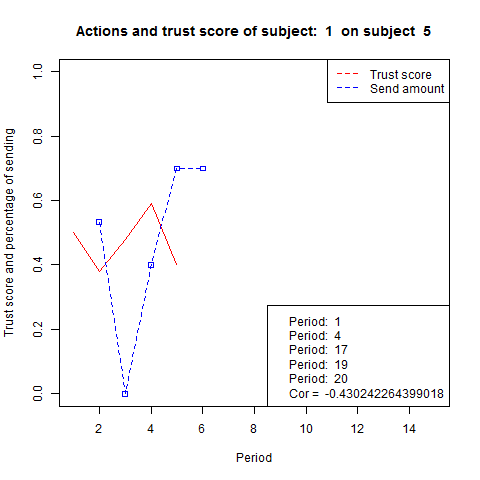 Actions and trust score of subject:  1  on subject  5
Trust score
Send amount
Trust score and percentage of sending
1.0
0.8
0.6
0.4
0.2
0.0
Period:  1
Period:  4
Period:  17
Period:  19
Period:  20
Cor =  -0.430242264399018
2 4 6 8 10 12 14
Period